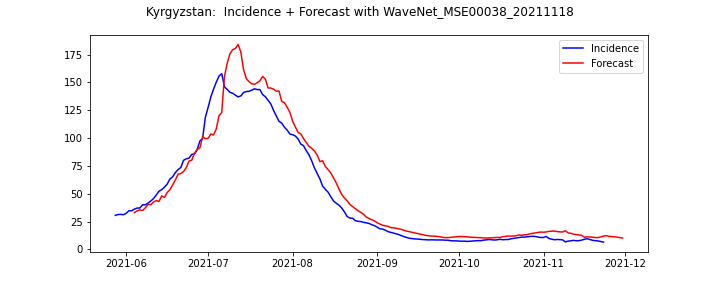 Kyrgyzstan:  Incidence + Forecast with WaveNet_MSE00038_20211118
Incidence
Forecast
175
150
125
100
75
50
25
0
2021-06 2021-07 2021-08 2021-09 2021-10 2021-11 2021-12